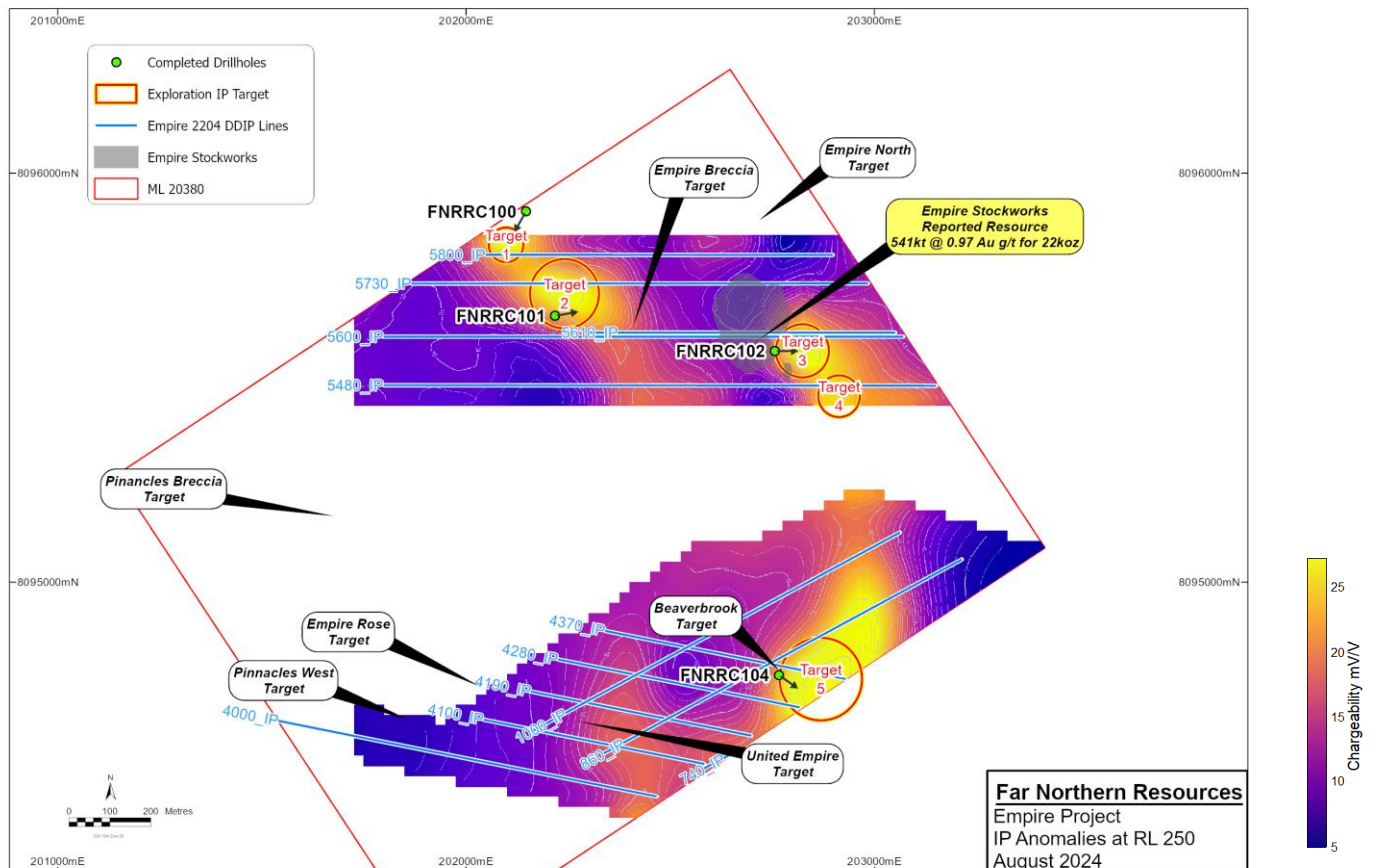 201000mE
202000mE
203000mE
Completed Drillholes
Exploration IP Target
Empire 2204 DDIP Lines
Empire Stockworks
ML 20380
8096000mN
8096000mN
Empire North
Target
Empire Breccia
Target
Empire Stockworks
Reported Resource
541kt @ 0.97 Au g/t for 22koz
FNRRC100
Target
1
5800_IP
5730_IP
Target
2
FNRRC101
5610_IP
5600_IP
FNRRC102
Target
3
5480_IP
Target
4
Pinancles Breccia
Target
8095000mN
8095000mN
Empire Rose
Target
Beaverbrook
Target
4370_IP
4280_IP
Pinnacles West
Target
4190_IP
FNRRC104
Target
5
4000_IP
4100_IP
1000_IP
860_IP
740_IP
United Empire
Target
N
0 100 200 Metres
25
20
15
10
5
Chargeability mV/V
Far Northern Resources
Empire Project
IP Anomalies at RL 250
August 2024
201000mE
202000mE
203000mE